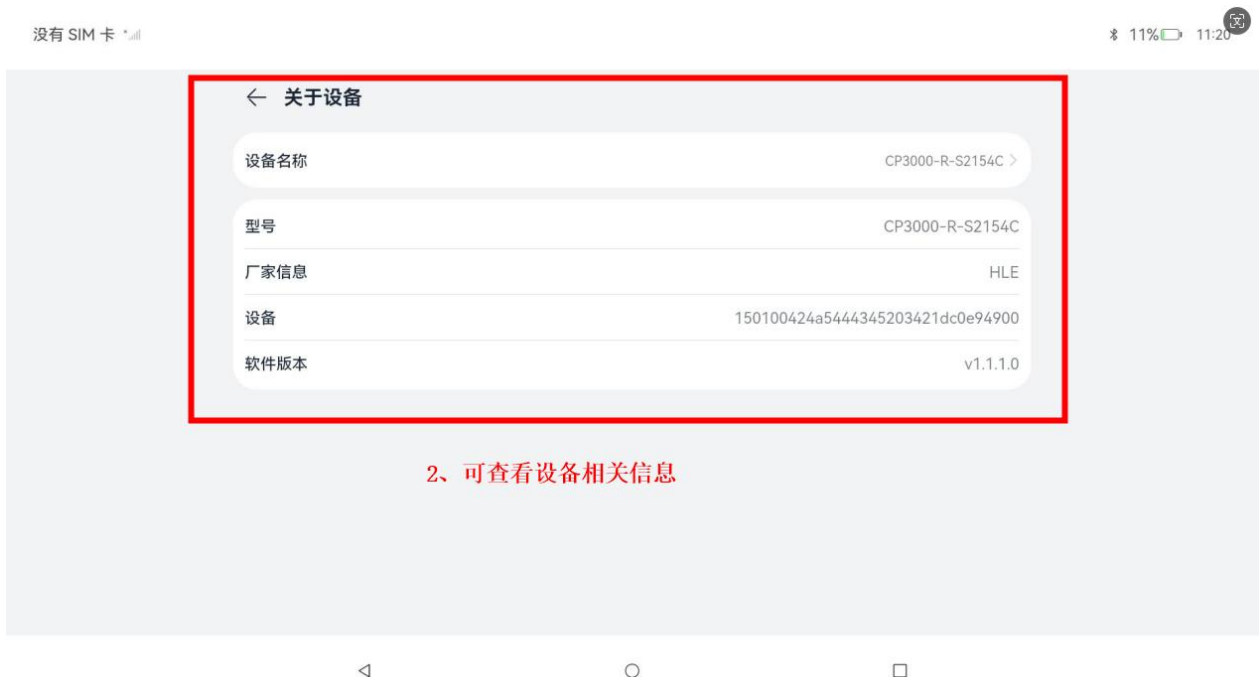 没有 SIM 卡
11% 11:20
关于设备
设备名称 CP3000-R-S2154C
型号 CP3000-R-S2154C
厂家信息 HLE
设备 150100424a5444345203421dc0e94900
软件版本 v1.1.1.0
2、可查看设备相关信息